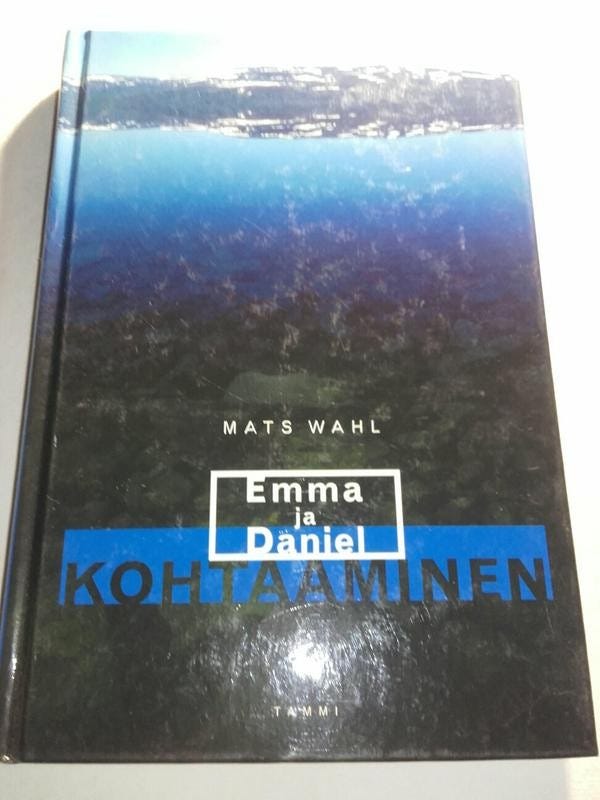 MATS WAHL
Emma
ja
Daniel
KOHTAAMINEN
TAMMI